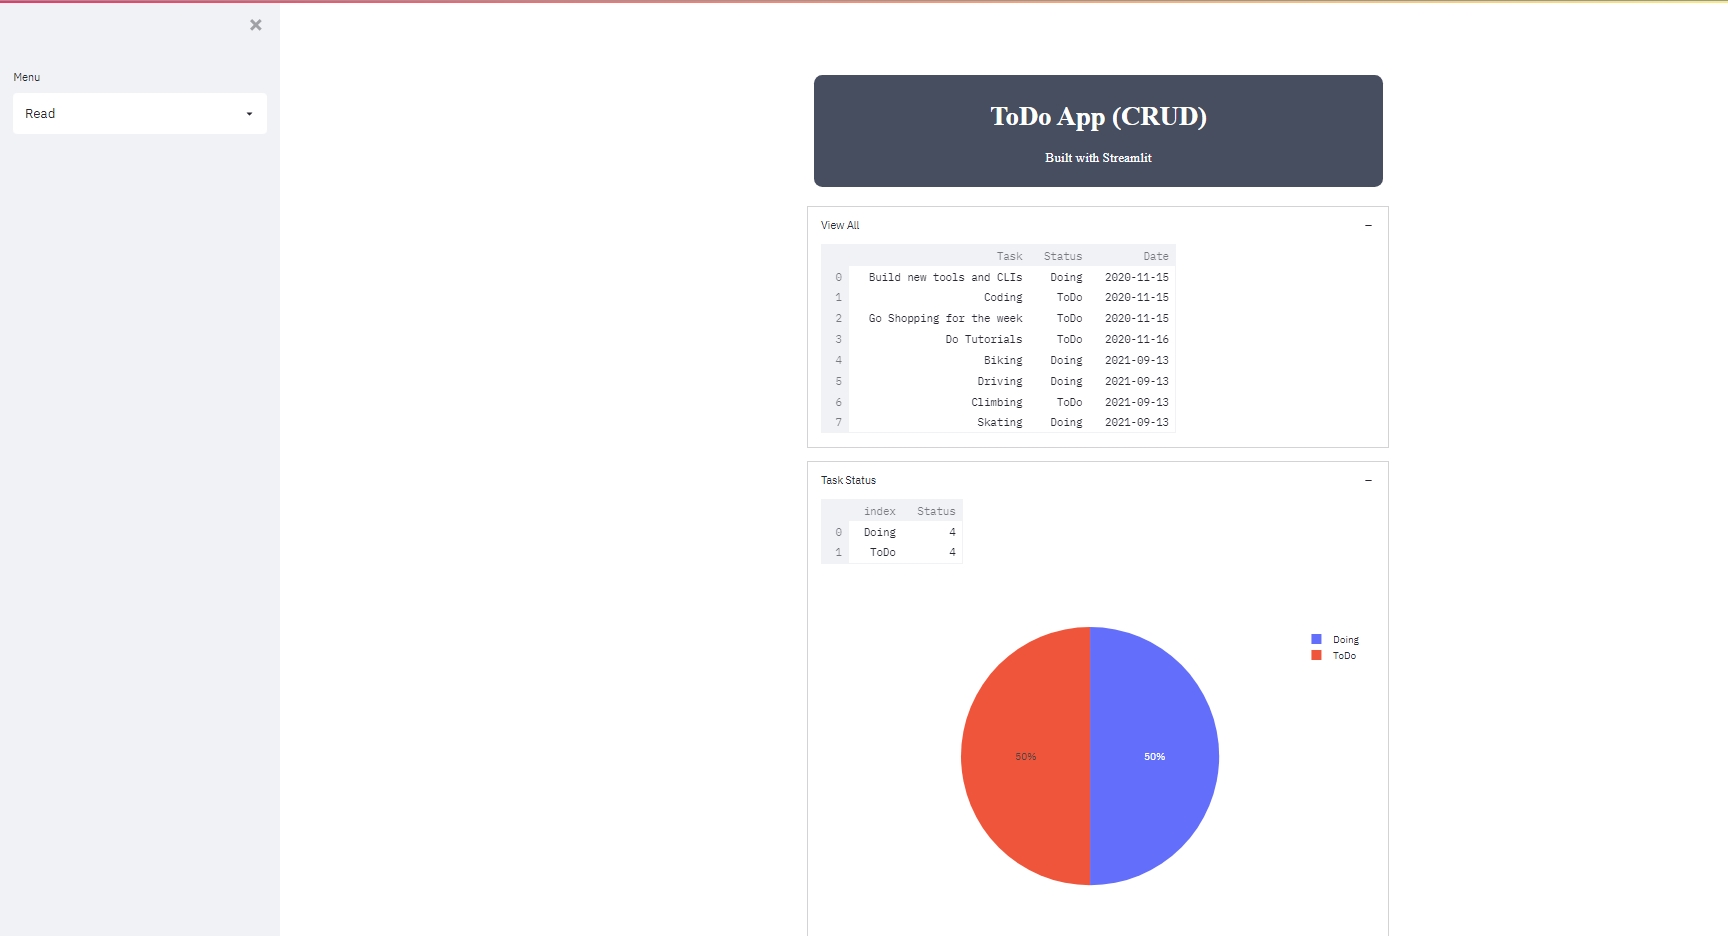 Menu
Read
ToDo App (CRUD)
Built with Streamlit
View All
Task Status Date
0 Build new tools and CLIs Doing 2020-11-15
1 Coding ToDo 2020-11-15
2 Go Shopping for the week ToDo 2020-11-15
3 Do Tutorials ToDo 2020-11-16
4 Biking Doing 2021-09-13
5 Driving Doing 2021-09-13
6 Climbing ToDo 2021-09-13
7 Skating Doing 2021-09-13
Task Status
index Status
0 Doing 4
1 ToDo 4
Doing
ToDo
50% 50%